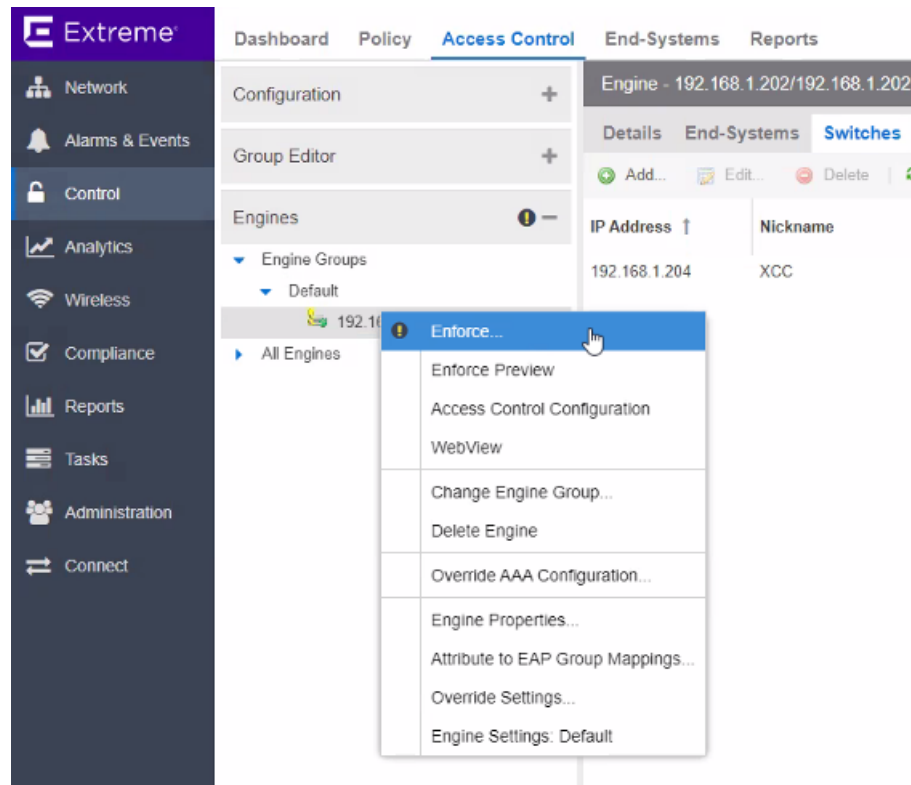 Extreme
Dashboard Policy Access Control End-Systems Reports
Network
Alarms & Events
Control
Analytics
Wireless
Compliance
Reports
Tasks
Administration
Connect
Configuration
Group Editor
Engines
Engine Groups
Default
192.16
All Engines
Enforce...
Enforce Preview
Access Control Configuration
WebView
Change Engine Group...
Delete Engine
Override AAA Configuration...
Engine Properties...
Attribute to EAP Group Mappings...
Override Settings...
Engine Settings: Default
Engine - 192.168.1.202/192.168.1.202
Details End-Systems Switches
Add... Edit... Delete
IP Address Nickname
192.168.1.204 XCC